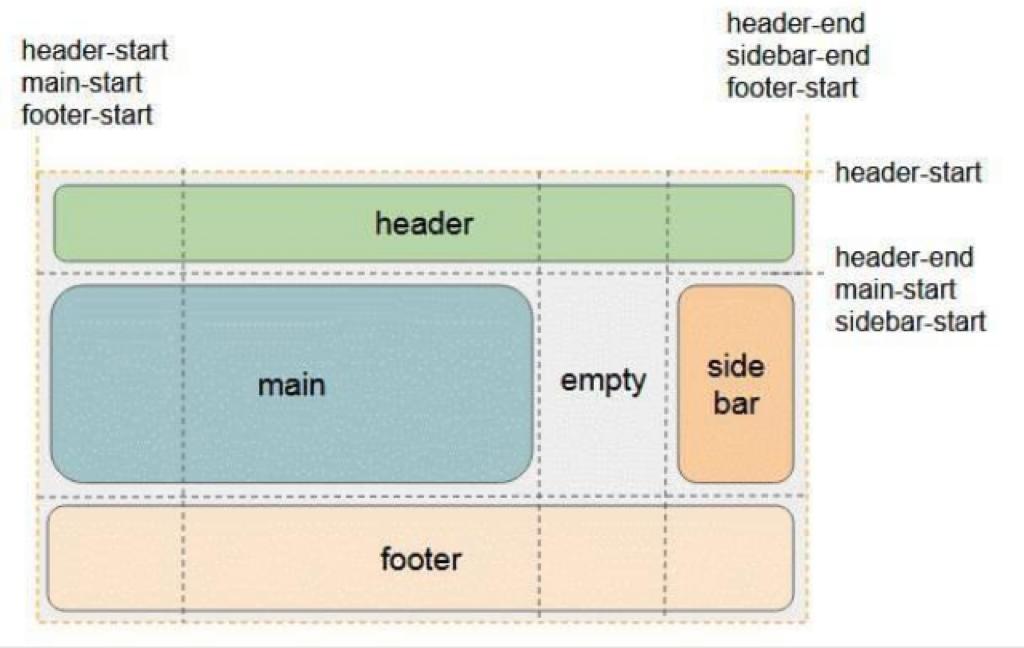 header-start
main-start
footer-start
header-end
sidebar-end
footer-start
header-start
header
header-end
main-start
sidebar-start
main
empty
side
bar
footer